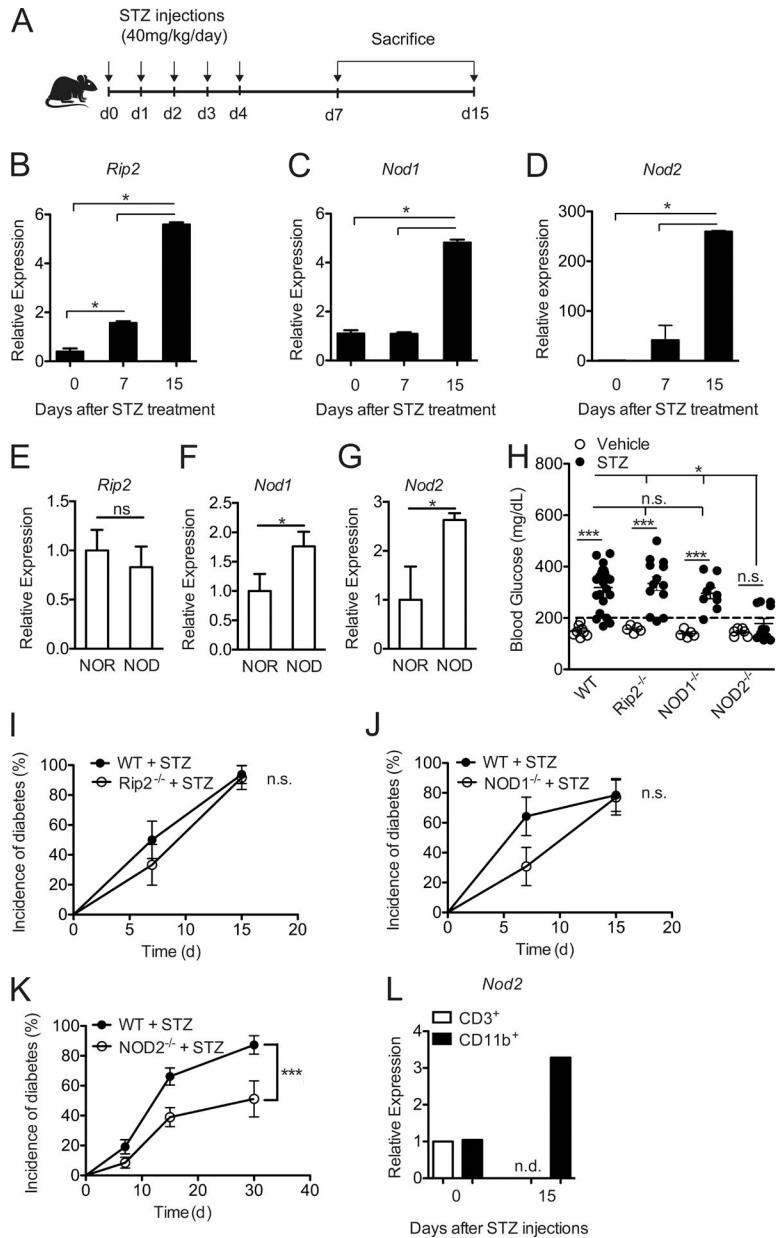 A
STZ injections
(40mg/kg/day)
Sacrifice
d0 d1 d2 d3 d4 d7 d15
B
Rip2
*
*
Relative Expression
6
4
2
0
0 7 15
Days after STZ treatment
C
Nod1
*
Relative Expression
6
4
2
0
0 7 15
Days after STZ treatment
D
Nod2
*
Relative expression
300
200
100
0
0 7 15
Days after STZ treatment
E
Rip2
ns
Relative Expression
1.5
1.0
0.5
0.0
NOR NOD
F
Nod1
*
Relative Expression
2.5
2.0
1.5
1.0
0.5
0.0
NOR NOD
G
Nod2
*
Relative Expression
3
2
1
0
NOR NOD
H
Vehicle
STZ
*
n.s.
*** *** *** n.s.
Blood Glucose (mg/dL)
800
600
400
200
0
WT Rip2-/- NOD1-/- NOD2-/-
I
WT + STZ
Rip2-/- + STZ
n.s.
Incidence of diabetes (%)
100
80
60
40
20
0
0 5 10 15 20
Time (d)
J
WT + STZ
NOD1-/- + STZ
n.s.
Incidence of diabetes (%)
100
80
60
40
20
0
0 5 10 15 20
Time (d)
K
WT + STZ
NOD2-/- + STZ
***
Incidence of diabetes (%)
100
80
60
40
20
0
0 10 20 30 40
Time (d)
L
Nod2
CD3+
CD11b+
Relative Expression
4
3
2
1
0
n.d.
0 15
Days after STZ injections